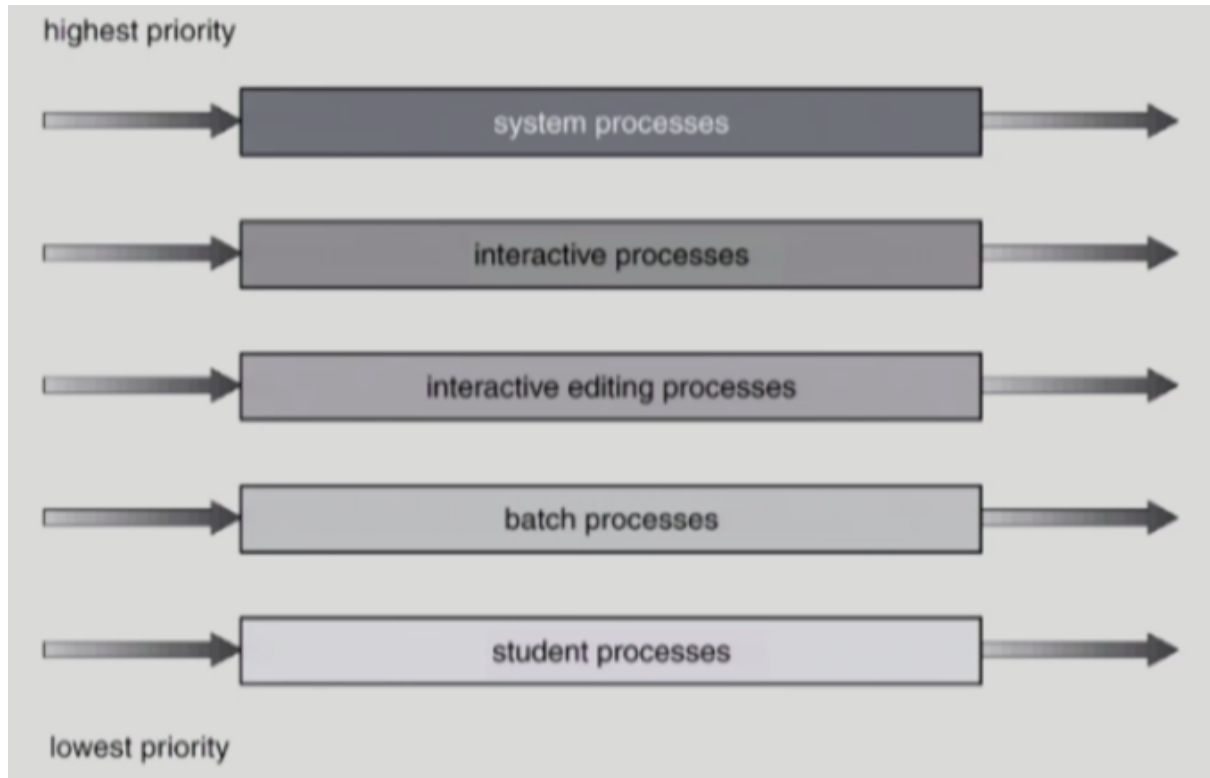 highest priority
system processes
interactive processes
interactive editing processes
batch processes
student processes
lowest priority